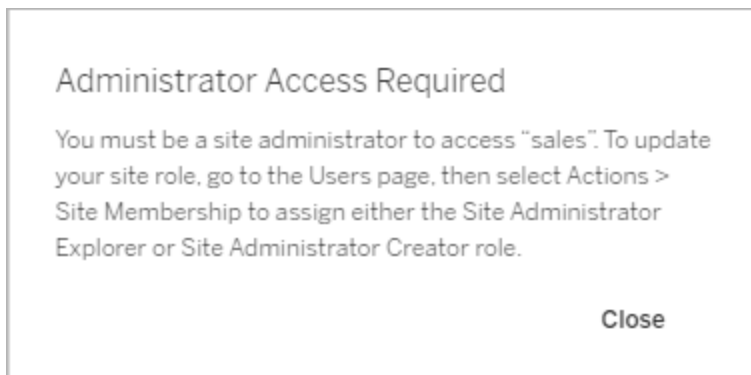 Administrator Access Required
You must be a site administrator to access “sales”. To update
your site role, go to the Users page, then select Actions >
Site Membership to assign either the Site Administrator
Explorer or Site Administrator Creator role.
Close